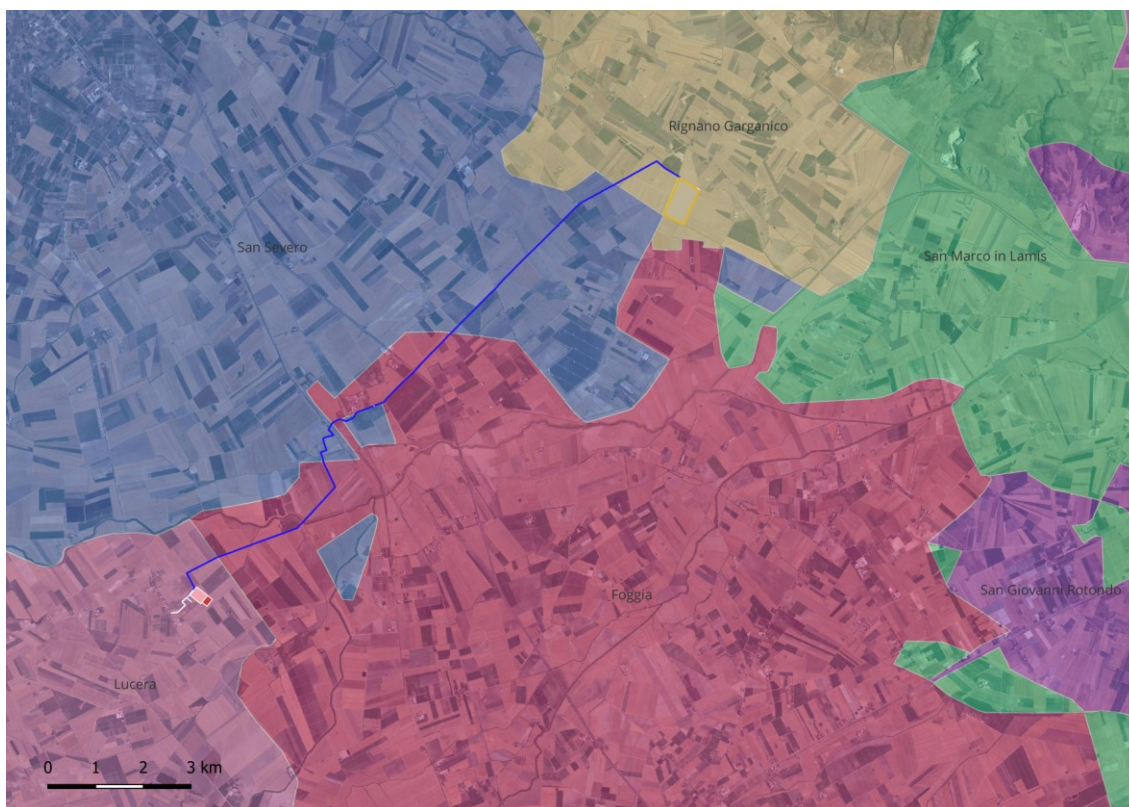 Rignano Garganico
San Severo
San Marco in Lamis
San Giovanni Rotondo
Foggia
Lucera
0 1 2 3 km